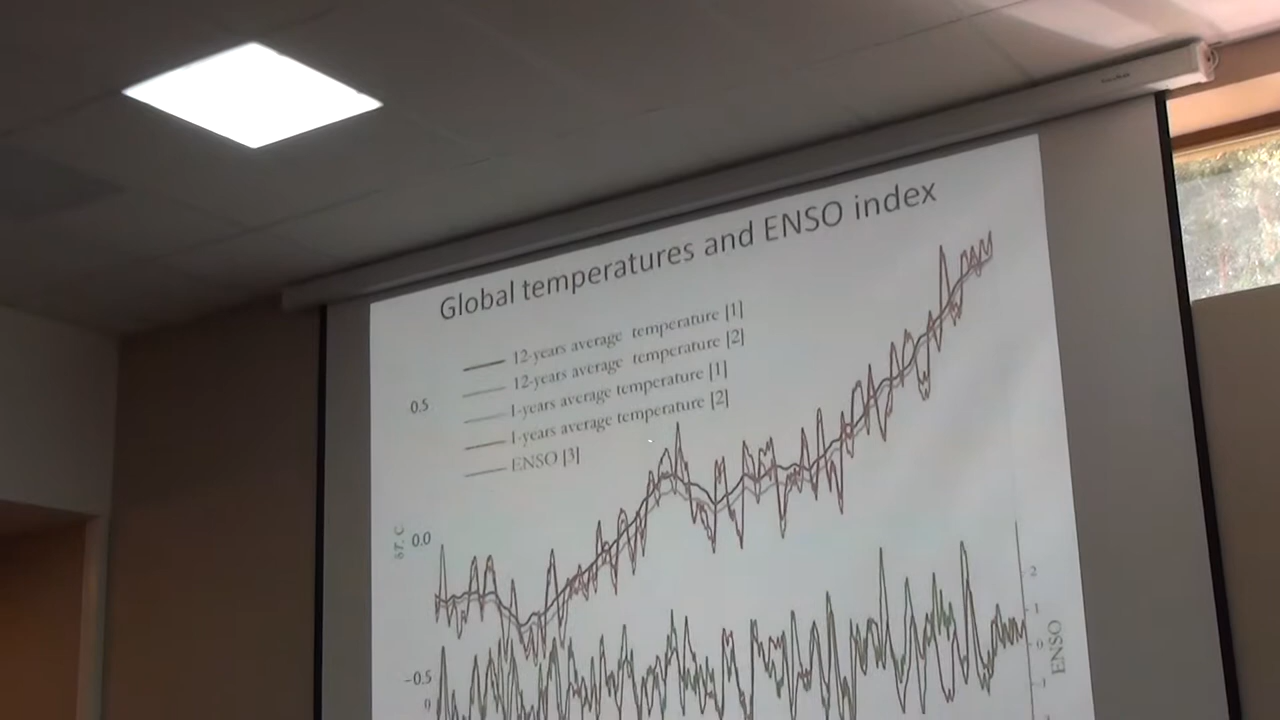 Global temperatures and ENSO index
12-years average temperature [1]
12-years average temperature [2]
1-years average temperature [1]
1-years average temperature [2]
ENSO [3]
0.5
0.0
δT, C
−0.5
2
1
0
1
ENSO